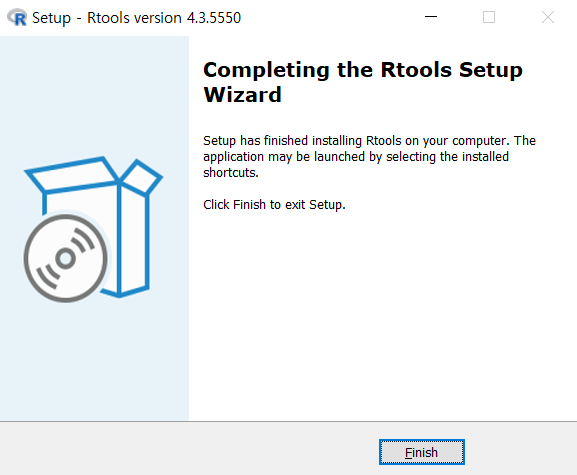 Setup - Rtools version 4.3.5550
Completing the Rtools Setup
Wizard
Setup has finished installing Rtools on your computer. The
application may be launched by selecting the installed
shortcuts.
Click Finish to exit Setup.
Finish